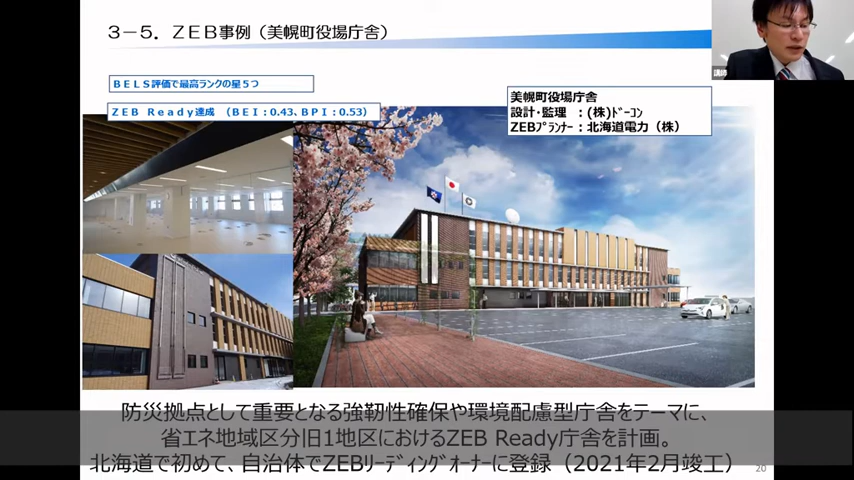 3-5. ZEB事例（美幌町役場庁舎）
講師
BELS評価で最高ランクの星5つ
ZEB Ready達成 （BEI：0.43、BPI：0.53）
美幌町役場庁舎
設計・監理 ：(株)ﾄﾞｰｺﾝ
ZEBﾌﾟﾗﾝﾅｰ：北海道電力（株）
防災拠点として重要となる強靭性確保や環境配慮型庁舎をテーマに、
省エネ地域区分旧1地区におけるZEB Ready庁舎を計画。
北海道で初めて、自治体でZEBﾘｰﾃﾞｨﾝｸﾞｵｰﾅｰに登録（2021年2月竣工）
20